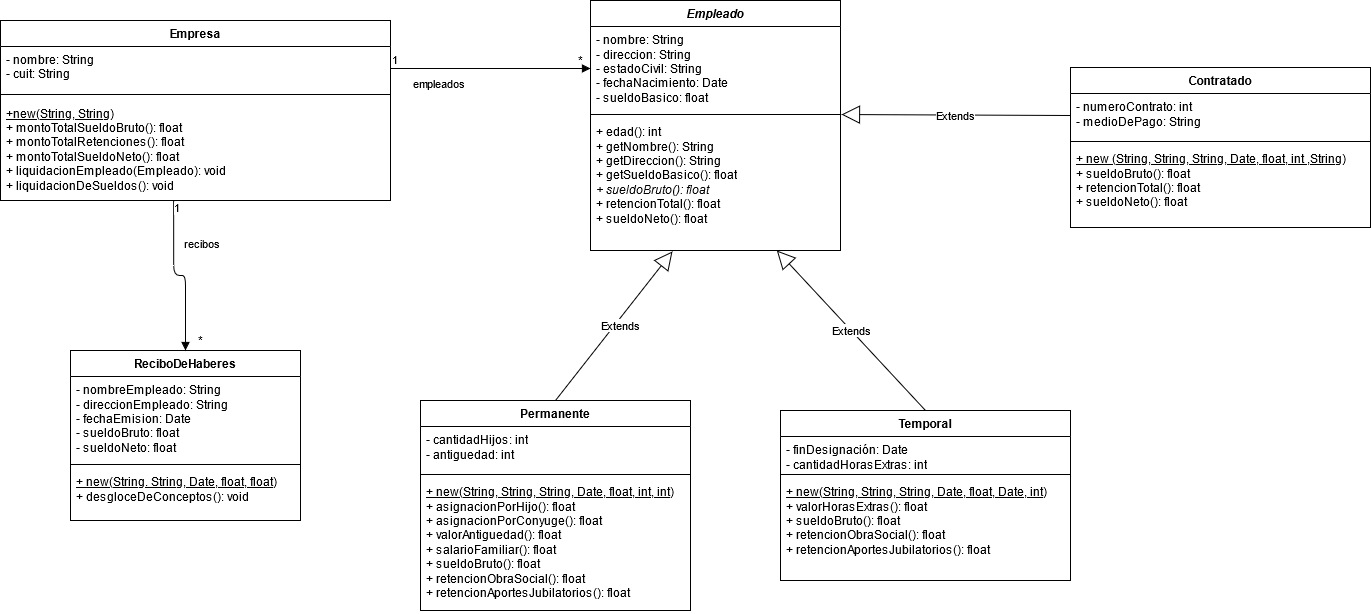 Empresa
- nombre: String
- cuit: String
+new(String, String)
+ montoTotalSueldoBruto(): float
+ montoTotalRetenciones(): float
+ montoTotalSueldoNeto(): float
+ liquidacionEmpleado(Empleado): void
+ liquidacionDeSueldos(): void
1
*
empleados
Empleado
- nombre: String
- direccion: String
- estadoCivil: String
- fechaNacimiento: Date
- sueldoBasico: float
+ edad(): int
+ getNombre(): String
+ getDireccion(): String
+ getSueldoBasico(): float
+ sueldoBruto(): float
+ retencionTotal(): float
+ sueldoNeto(): float
Extends
Contratado
- numeroContrato: int
- medioDePago: String
+ new (String, String, String, Date, float, int ,String)
+ sueldoBruto(): float
+ retencionTotal(): float
+ sueldoNeto(): float
1
recibos
*
ReciboDeHaberes
- nombreEmpleado: String
- direccionEmpleado: String
- fechaEmision: Date
- sueldoBruto: float
- sueldoNeto: float
+ new(String. String, Date, float, float)
+ desgloceDeConceptos(): void
Extends
Permanente
- cantidadHijos: int
- antiguedad: int
+ new(String, String, String, Date, float, int, int)
+ asignacionPorHijo(): float
+ asignacionPorConyuge(): float
+ valorAntiguedad(): float
+ salarioFamiliar(): float
+ sueldoBruto(): float
+ retencionObraSocial(): float
+ retencionAportesJubilatorios(): float
Extends
Temporal
- finDesignación: Date
- cantidadHorasExtras: int
+ new(String, String, String, Date, float, Date, int)
+ valorHorasExtras(): float
+ sueldoBruto(): float
+ retencionObraSocial(): float
+ retencionAportesJubilatorios(): float